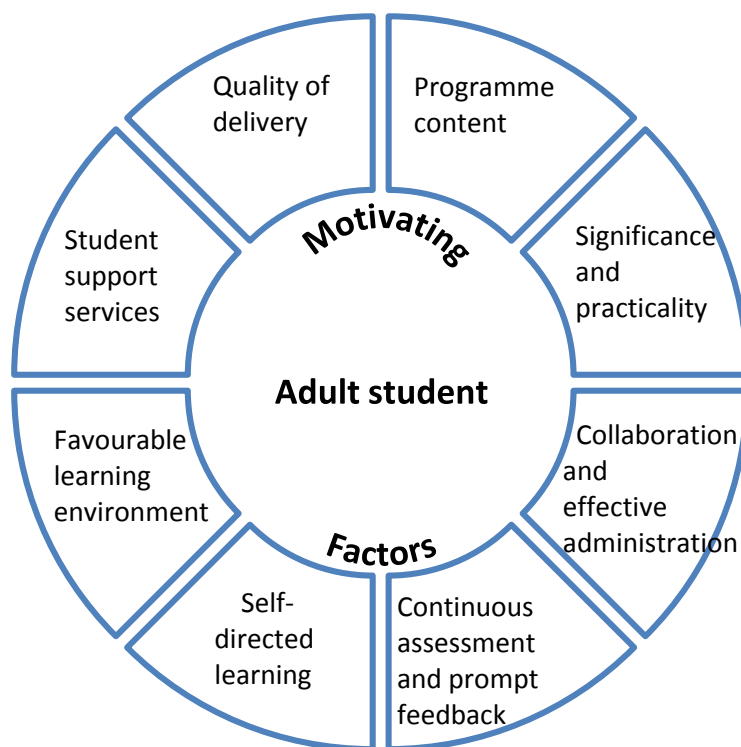 Quality of
delivery
Programme
content
Student
support
services
Motivating
Significance
and
practicality
Adult student
Favourable
learning
environment
Collaboration
and
effective
administration
Factors
Self-
directed
learning
Continuous
assessment
and prompt
feedback